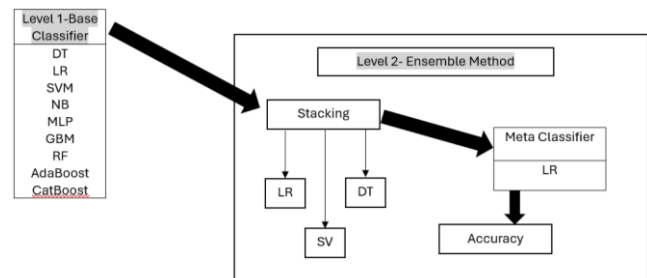 Level 1-Base
Classifier
DT
LR
SVM
NB
MLP
GBM
RF
AdaBoost
CatBoost
Level 2- Ensemble Method
Stacking
LR
DT
SV
Meta Classifier
LR
Accuracy